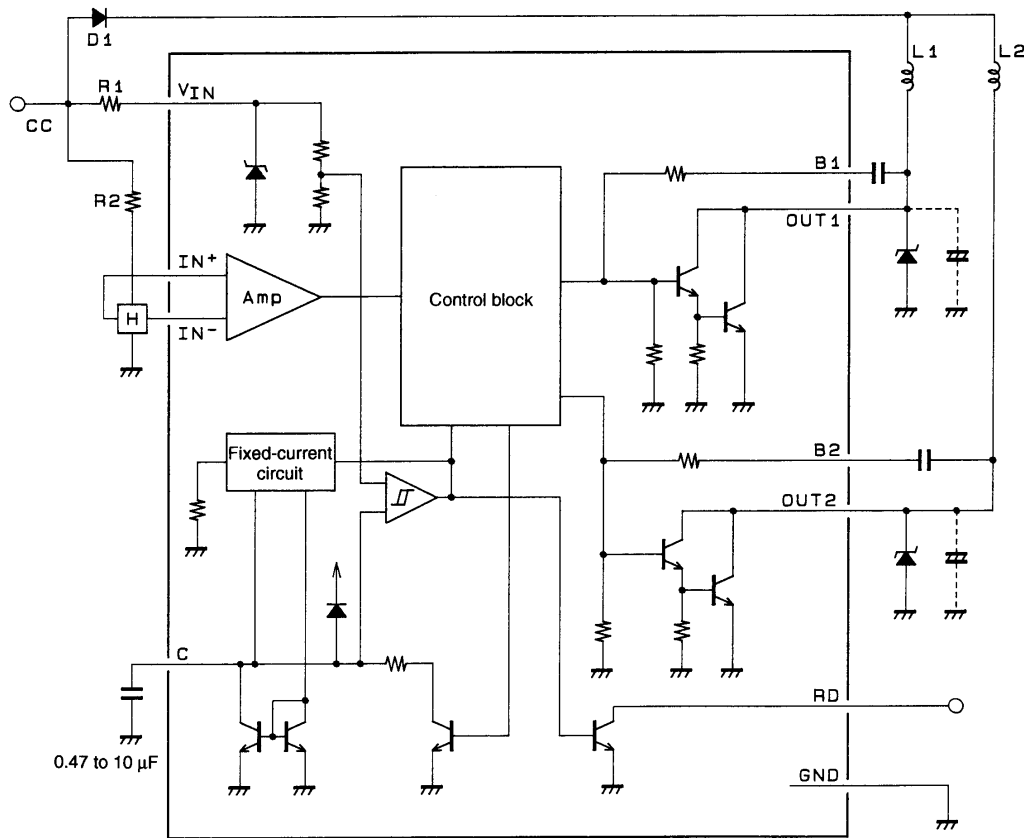 D1
L1
L2
R1
VIN
CC
R2
B1
OUT1
IN+
Amp
Control block
H
IN-
Fixed-current
circuit
B2
OUT2
C
RD
0.47 to 10 µF
GND